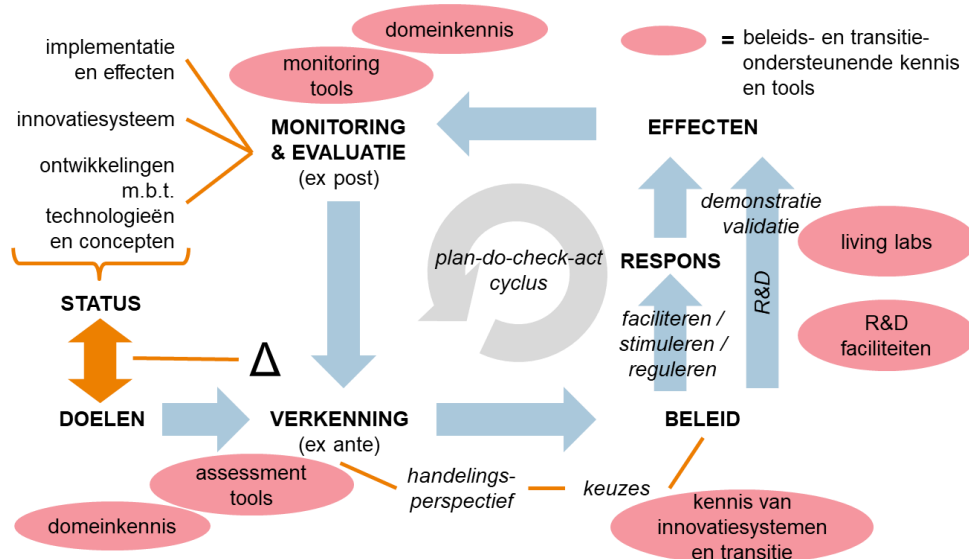 domeinkennis
monitoring
tools
= beleids- en transitie-
ondersteunende kennis
en tools
implementatie
en effecten
innovatiesysteem
ontwikkelingen
m.b.t.
technologieën
en concepten
MONITORING
& EVALUATIE
(ex post)
EFFECTEN
demonstratie
validatie
living labs
plan-do-check-act
cyclus
RESPONS
R&D
R&D
faciliteiten
STATUS
faciliteren /
stimuleren /
reguleren
Δ
DOELEN
VERKENNING
(ex ante)
BELEID
assessment
tools
handelings-
perspectief
keuzes
domeinkennis
kennis van
innovatiesystemen
en transitie